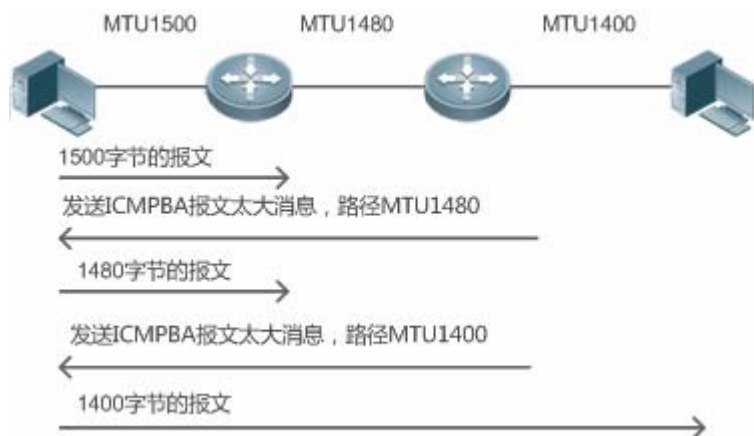 MTU1500 MTU1480 MTU1400
1500字节的报文
发送ICMPBA报文太大消息，路径MTU1480
1480字节的报文
发送ICMPBA报文太大消息，路径MTU1400
1400字节的报文